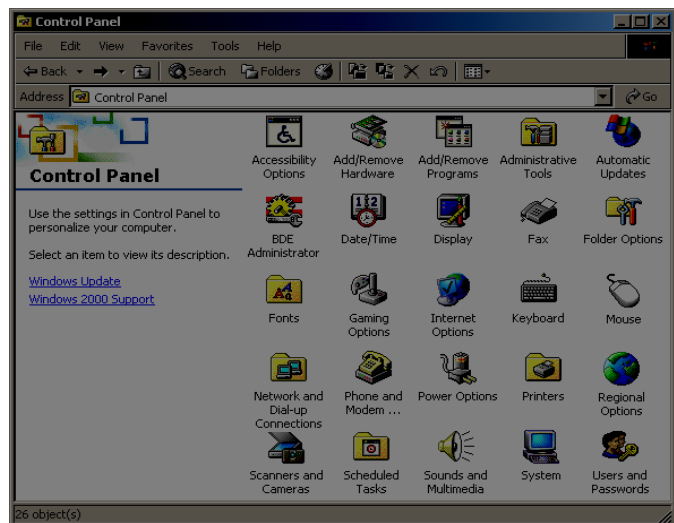 Control Panel
File Edit View Favorites Tools Help
Back Search Folders
Address Control Panel Go
Control Panel
Use the settings in Control Panel to
personalize your computer.
Select an item to view its description.
Windows Update
Windows 2000 Support
Accessibility
Options
Add/Remove
Hardware
Add/Remove
Programs
Administrative
Tools
Automatic
Updates
BDE
Administrator
Date/Time
Display
Fax
Folder Options
Fonts
Gaming
Options
Internet
Options
Keyboard
Mouse
Network and
Dial-up
Connections
Phone and
Modem ...
Power Options
Printers
Regional
Options
Scanners and
Cameras
Scheduled
Tasks
Sounds and
Multimedia
System
Users and
Passwords
26 object(s)